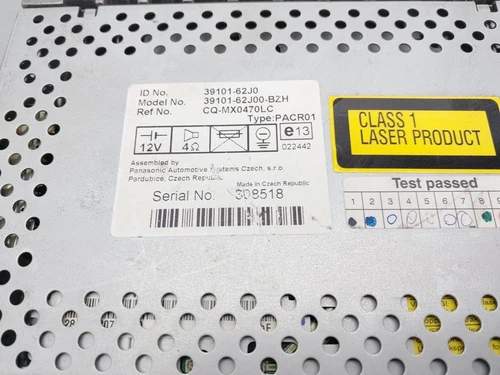 ID No. 39101-62J0
Model No. 39101-62J00-BZH
Ref No. CQ-MX0470LC
Type:PACR01
12V 4Ω e13
022442
Assembled by
Panasonic Automotive Systems Czech, s.r.o.
Pardubice, Czech Republic
Made in Czech Republic
Serial No. 308518
CLASS 1
LASER PRODUCT
Test passed
1 2 3 4 5 6 7 8 9